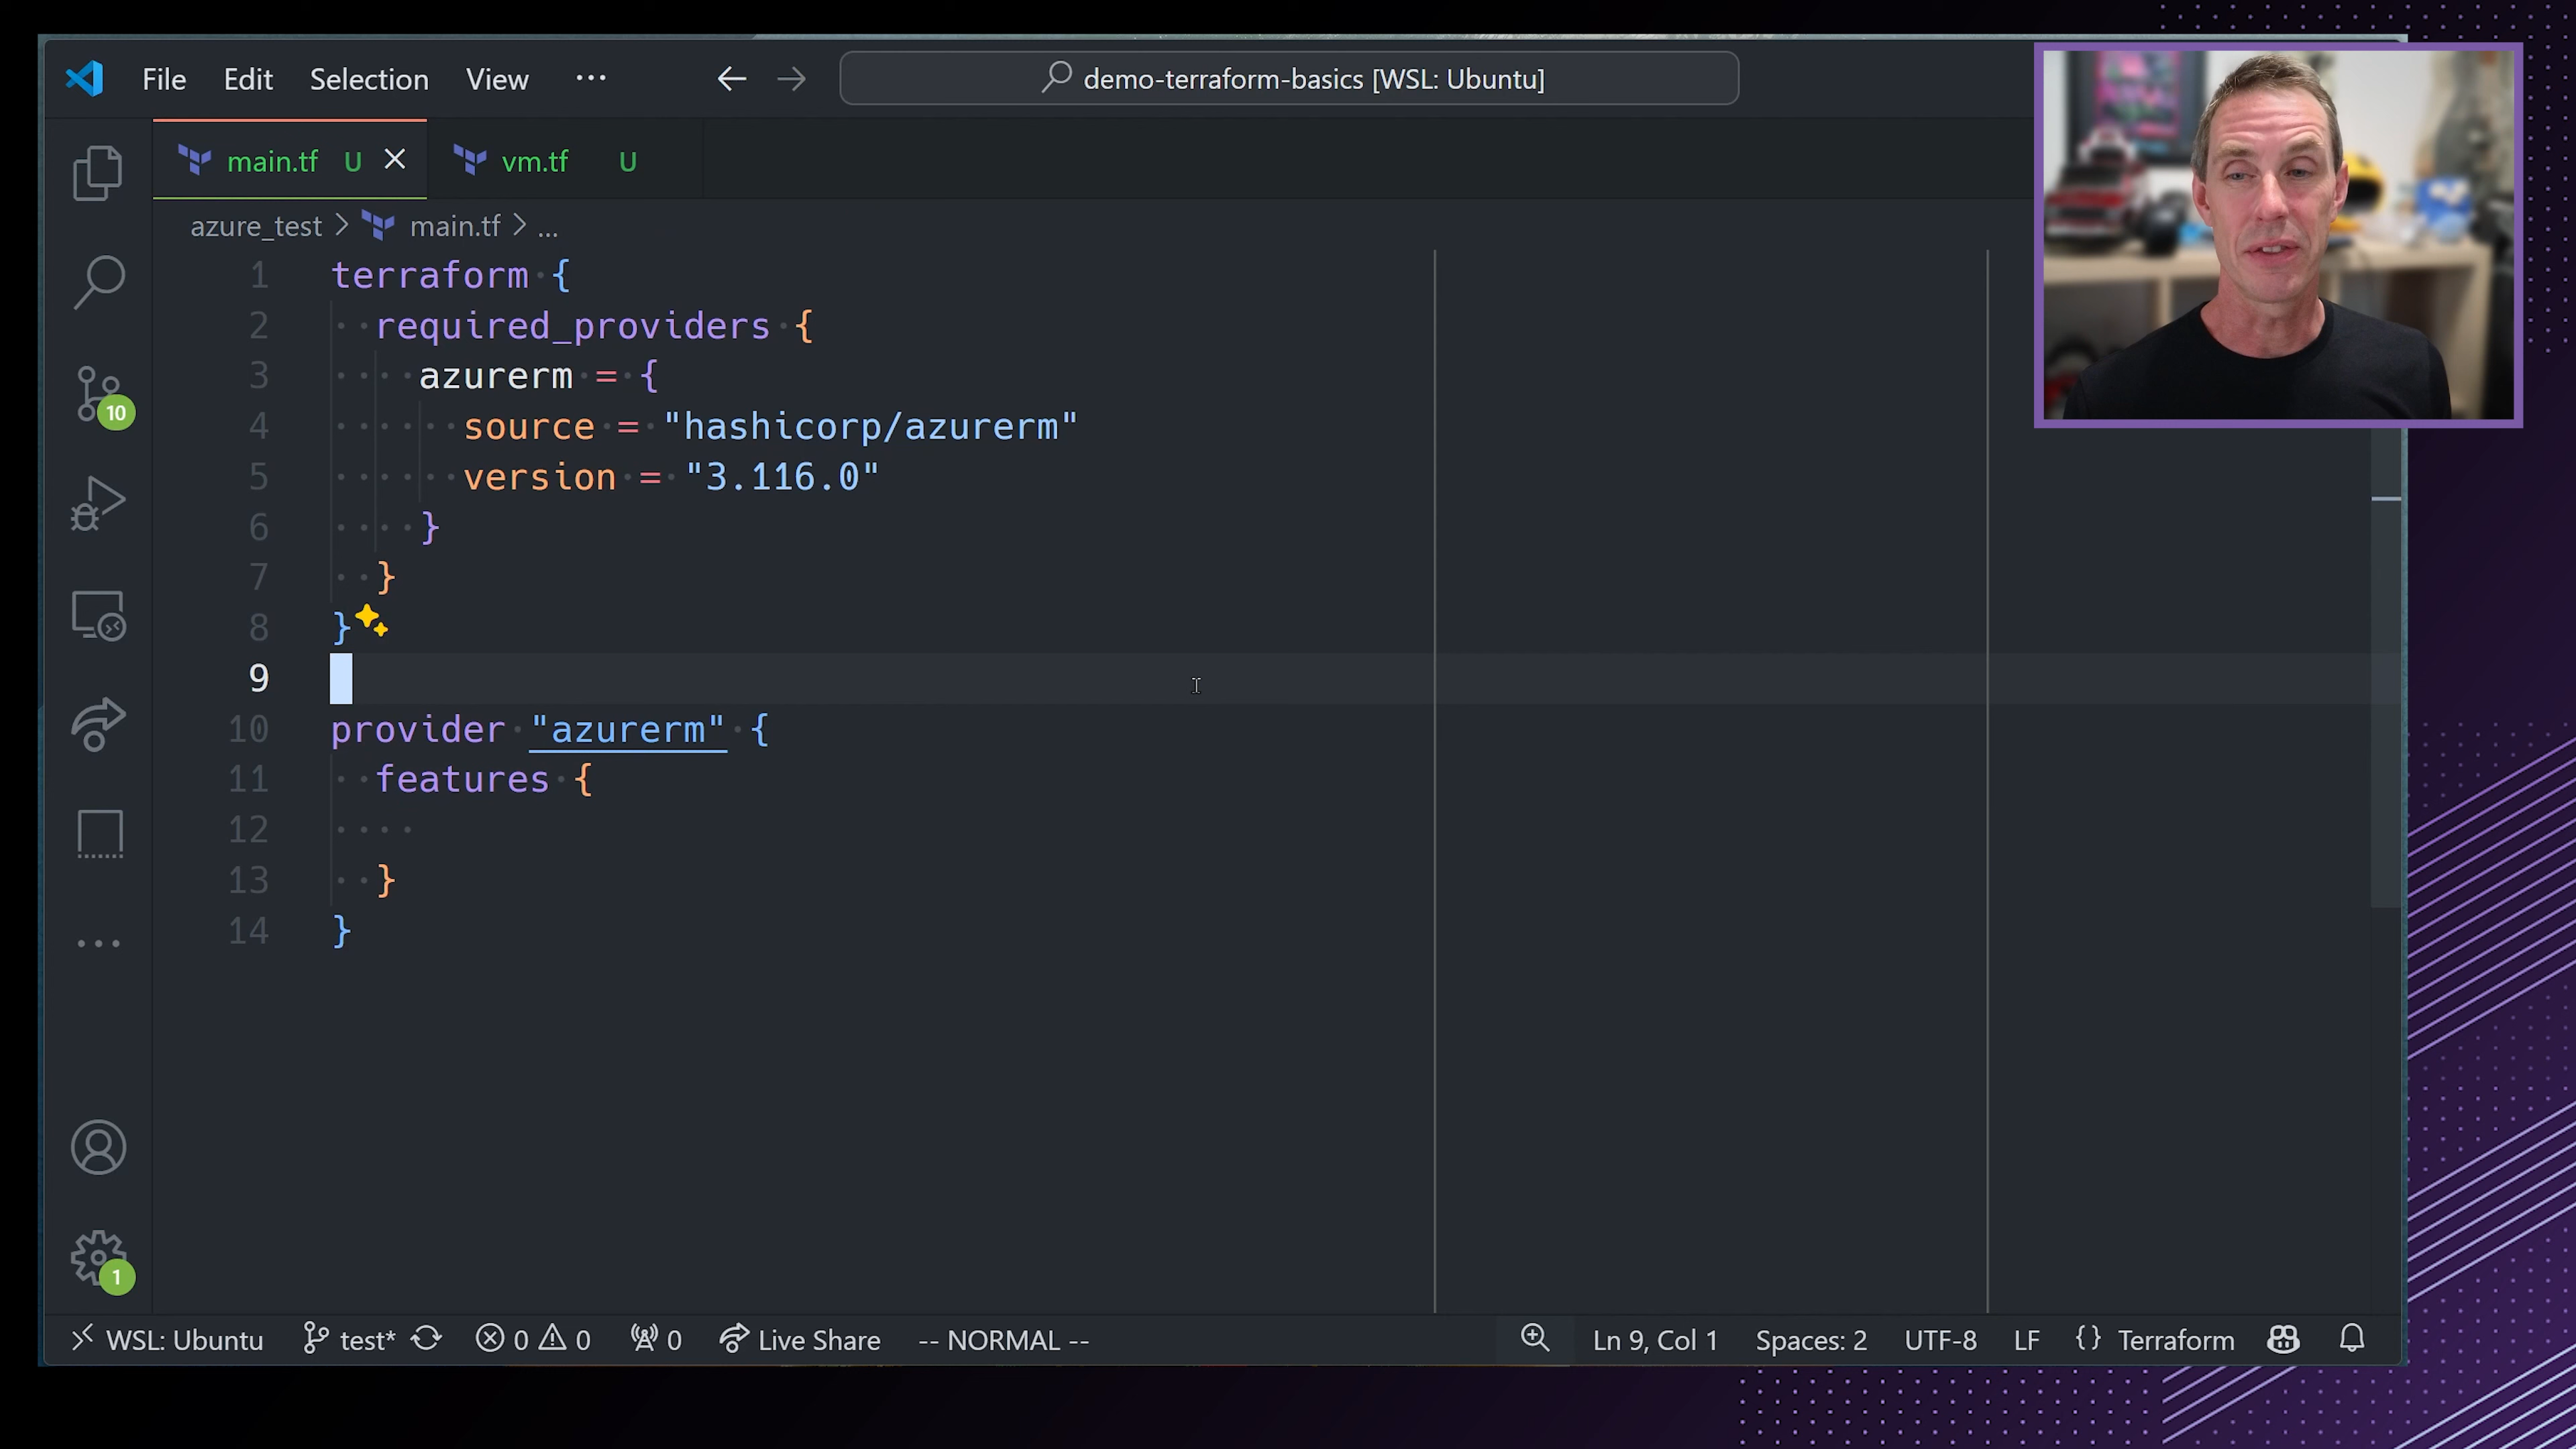 File Edit Selection View ··· demo-terraform-basics [WSL: Ubuntu]
main.tf U vm.tf U
azure_test > main.tf > ...
1 terraform {
2 required_providers {
3 azurerm = {
4 source = "hashicorp/azurerm"
5 version = "3.116.0"
6 }
7 }
8 }
9
10 provider "azurerm" {
11 features {
12
13 }
14 }
10
1
WSL: Ubuntu test* 0 0 0 Live Share -- NORMAL -- Ln 9, Col 1 Spaces: 2 UTF-8 LF {} Terraform